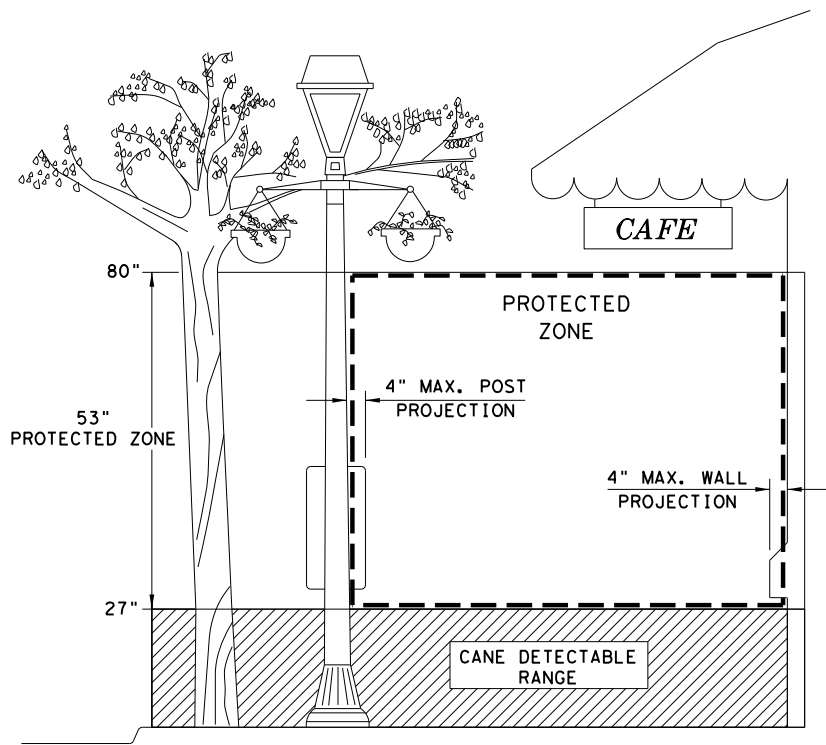 CAFE
80"
PROTECTED
ZONE
4" MAX. POST
PROJECTION
53"
PROTECTED ZONE
4" MAX. WALL
PROJECTION
27"
CANE DETECTABLE
RANGE